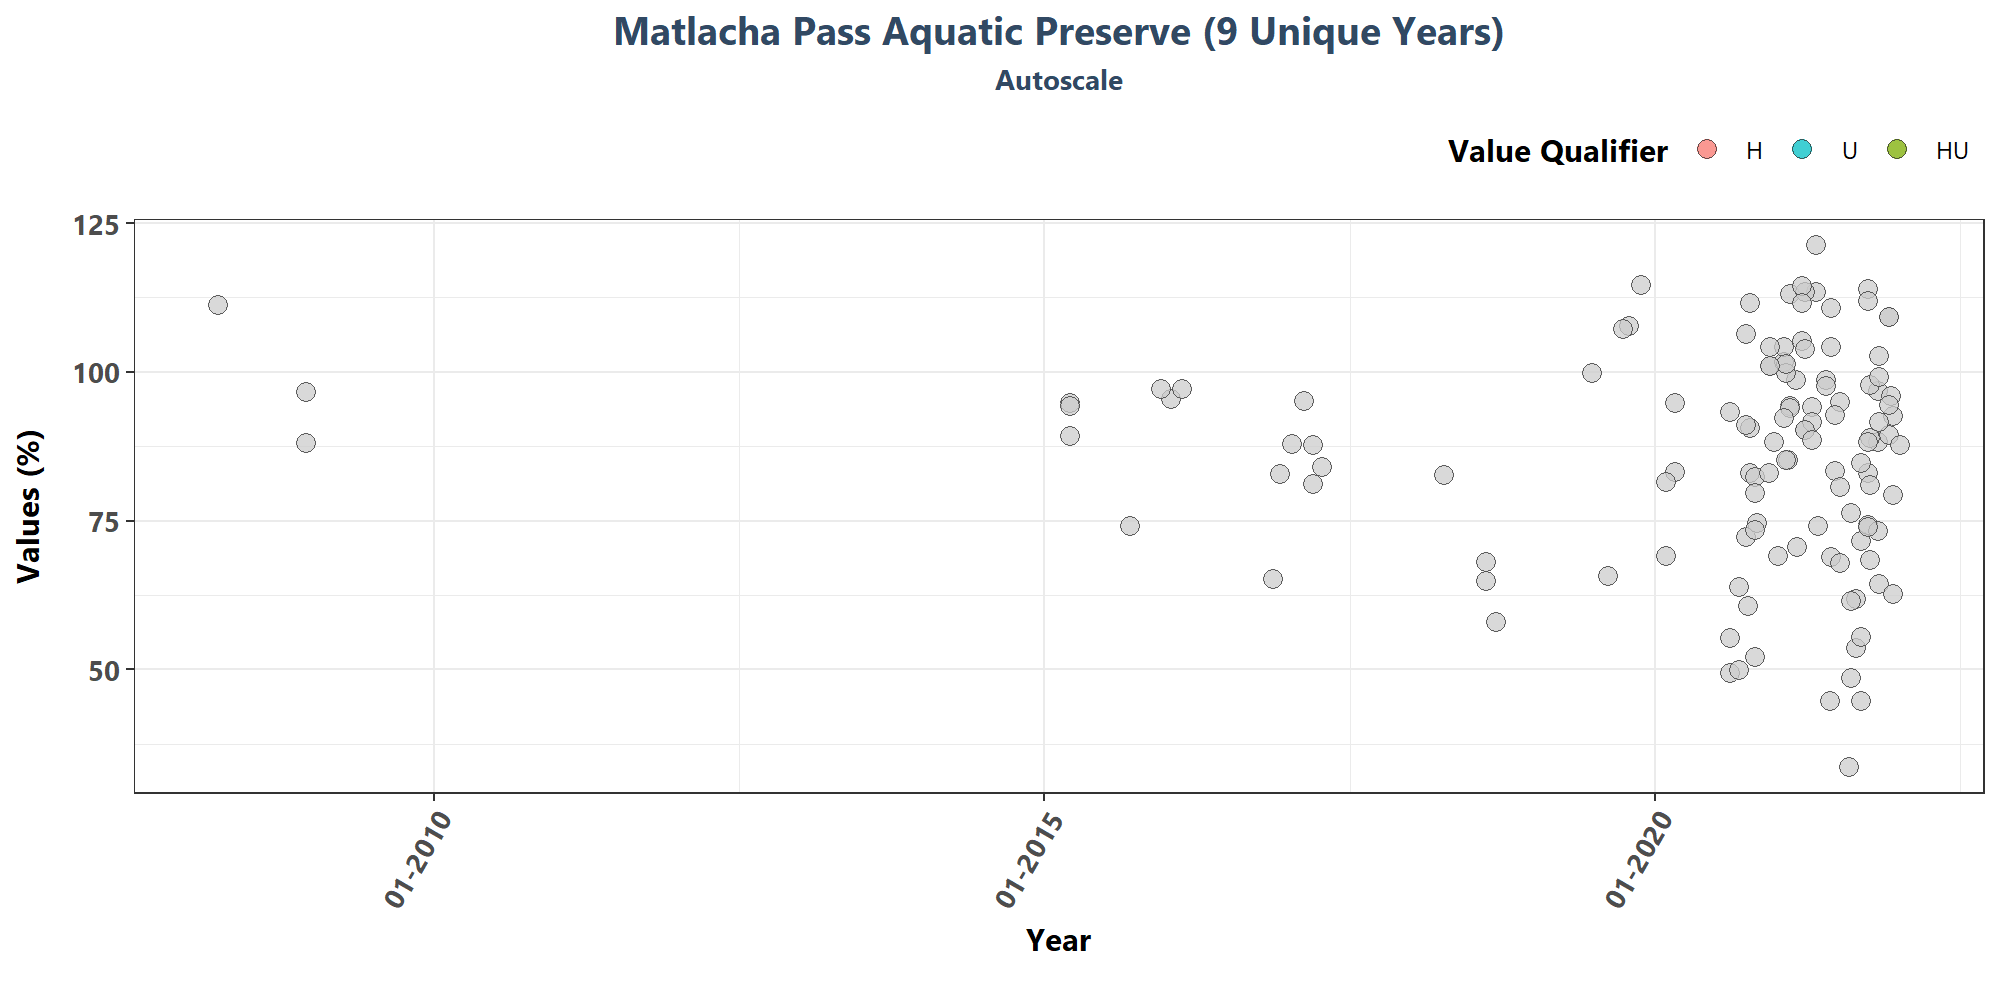 Matlacha Pass Aquatic Preserve (9 Unique Years)
Autoscale
Value Qualifier H U HU
Values (%)
125
100
75
50
01-2010
01-2015
01-2020
Year